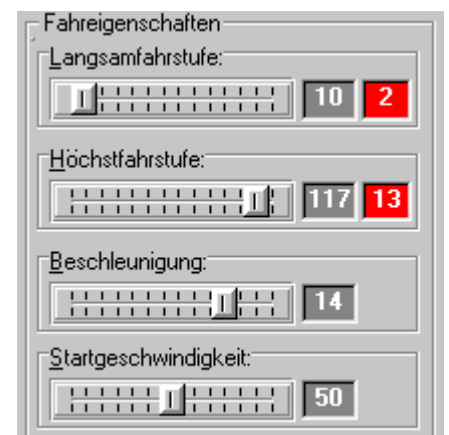 Fahreigenschaften
Langsamfahrstufe:
10 2
Höchstfahrstufe:
117 13
Beschleunigung:
14
Startgeschwindigkeit:
50